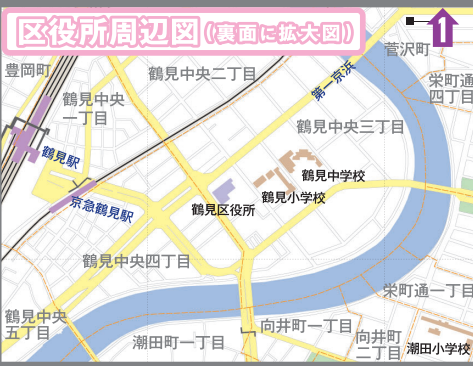 区役所周辺図(裏面に拡大図)
1
菅沢町
豊岡町
鶴見中央二丁目
第一京浜
栄町通
四丁目
鶴見中央
一丁目
鶴見中央三丁目
鶴見駅
鶴見中学校
京急鶴見駅
鶴見区役所
鶴見小学校
鶴見中央四丁目
栄町通一丁目
鶴見中央
五丁目
向井町一丁目
潮田町一丁目
向井町
二丁目
潮田小学校